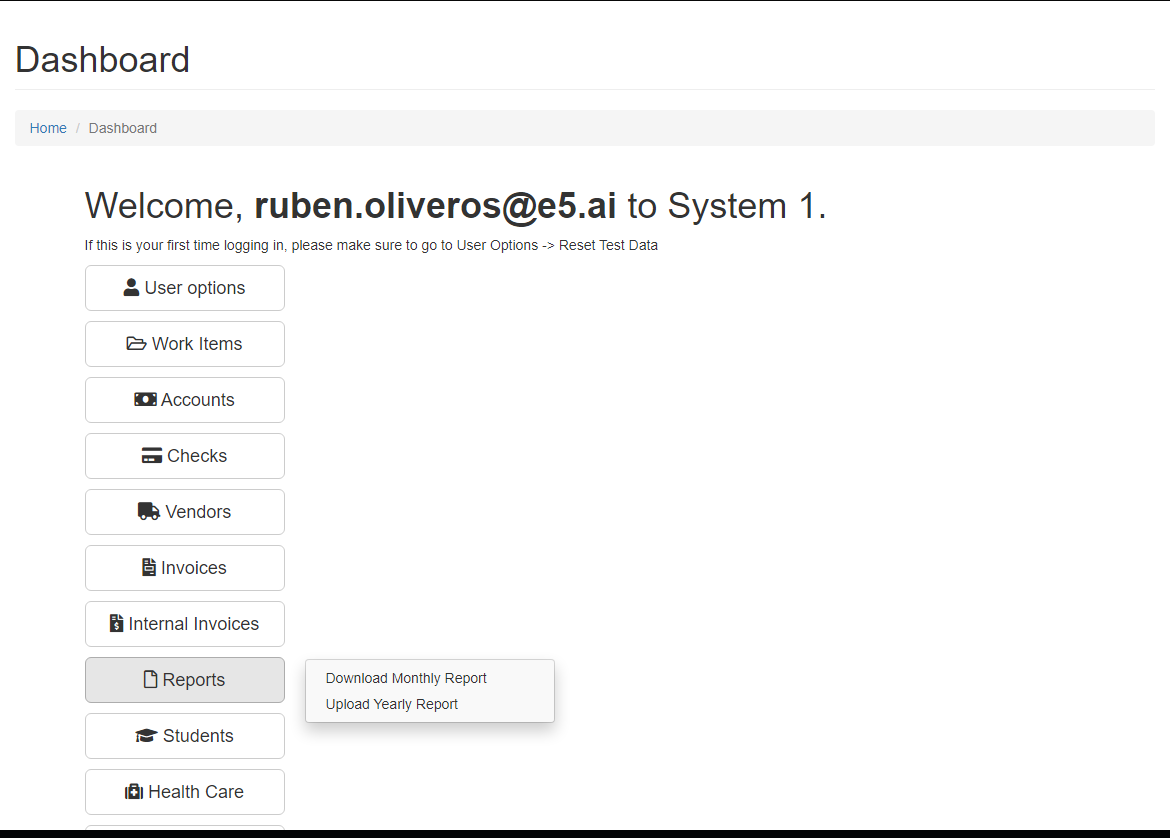 Dashboard
Home / Dashboard
Welcome, ruben.oliveros@e5.ai to System 1.
If this is your first time logging in, please make sure to go to User Options -> Reset Test Data
User options
Work Items
Accounts
Checks
Vendors
Invoices
Internal Invoices
Reports
Download Monthly Report
Upload Yearly Report
Students
Health Care